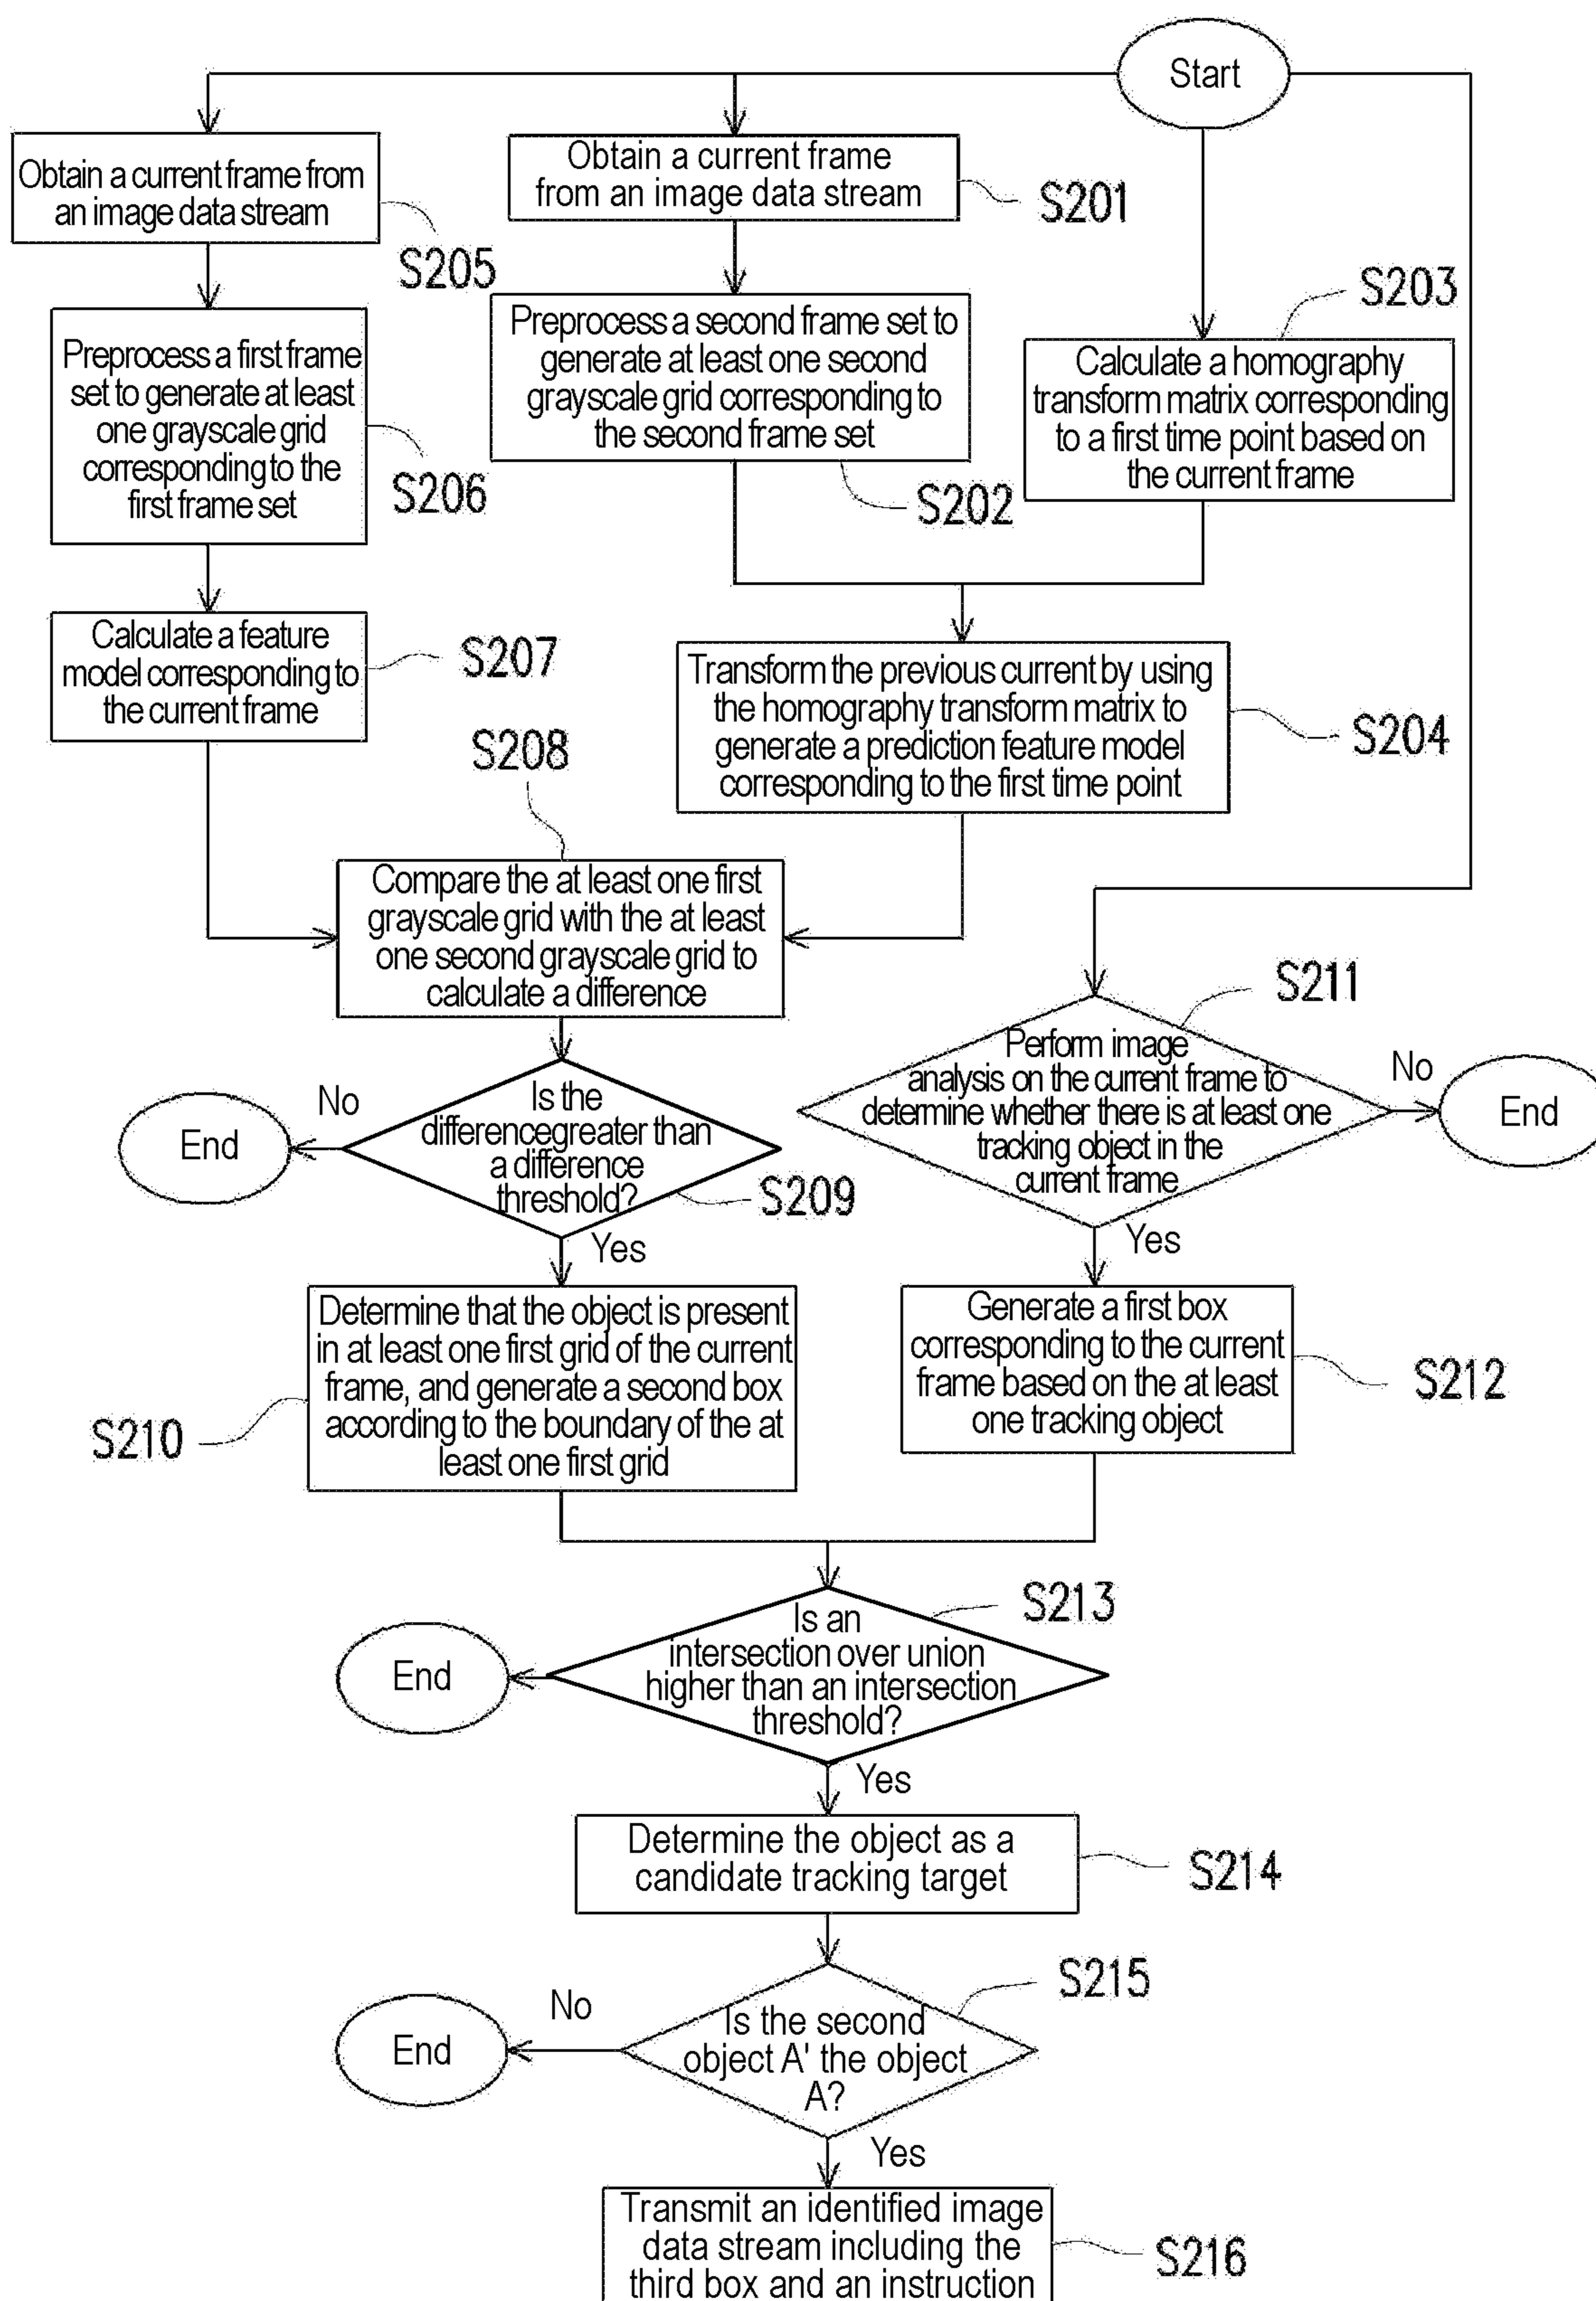 Start
Obtain a current frame from
an image data stream
S205
Obtain a current frame
from an image data stream
S201
Preprocess a first frame
set to generate at least
one grayscale grid
corresponding to the
first frame set
S206
Preprocess a second frame set to
generate at least one second
grayscale grid corresponding to
the second frame set
S202
S203
Calculate a homography
transform matrix corresponding
to a first time point based on
the current frame
Calculate a feature
model corresponding to
the current frame
S207
Transform the previous current by using
the homography transform matrix to
generate a prediction feature model
corresponding to the first time point
S204
S208
Compare the at least one first
grayscale grid with the at least
one second grayscale grid to
calculate a difference
S211
Perform image
analysis on the current frame to
determine whether there is at least one
tracking object in the
current frame
No
End
Is the
differencegreater than
a difference
threshold?
S209
No
End
Yes
Yes
Determine that the object is present
in at least one first grid of the current
frame, and generate a second box
according to the boundary of the at
least one first grid
S210
Generate a first box
corresponding to the current
frame based on the at least
one tracking object
S212
S213
Is an
intersection over union
higher than an intersection
threshold?
End
Yes
Determine the object as a
candidate tracking target
S214
S215
Is the second
object A' the object
A?
No
End
Yes
Transmit an identified image
data stream including the
third box and an instruction
S216